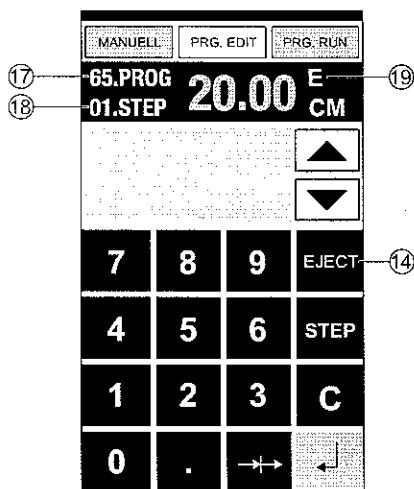 MANUELL PRG. EDIT PRG. RUN
17 65.PROG 20.00 E 19
18 01.STEP CM
7 8 9 EJECT 14
4 5 6 STEP
1 2 3 C
0 .